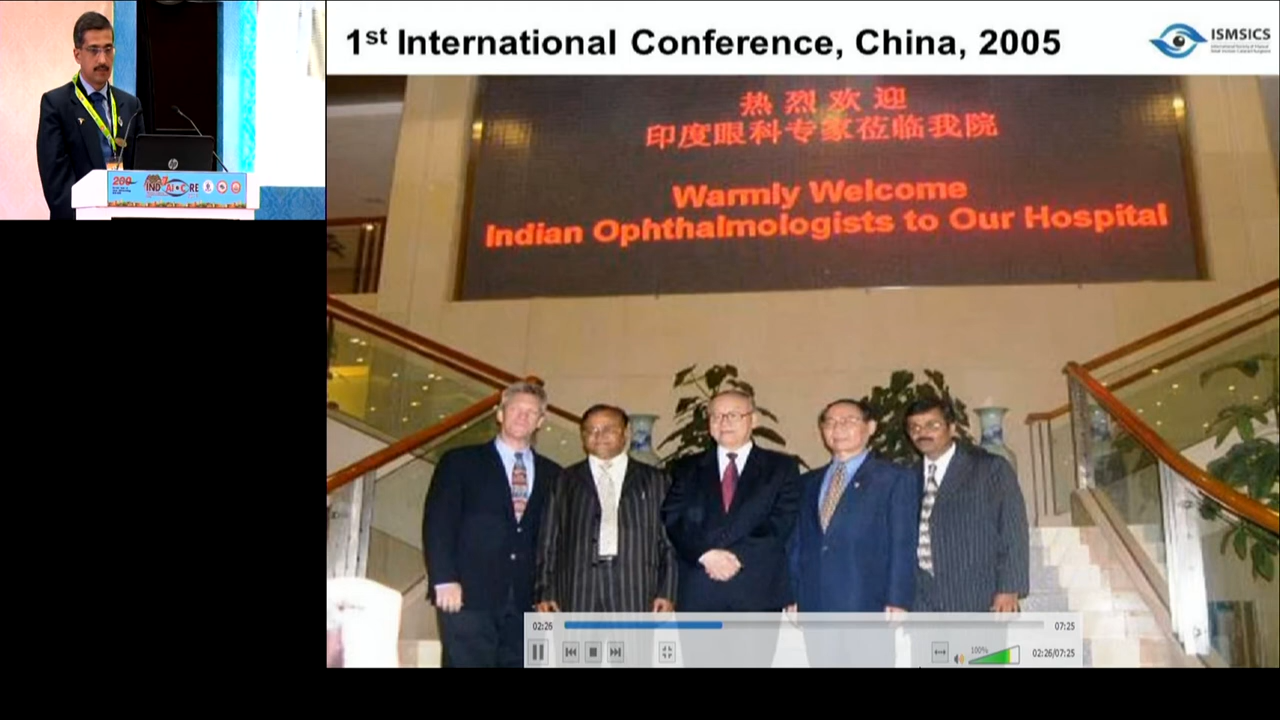 1st International Conference, China, 2005
ISMSICS
热烈欢迎
印度眼科专家莅临我院
Warmly Welcome
Indian Ophthalmologists to Our Hospital
hp
02:26
07:25
100%
02:26/07:25